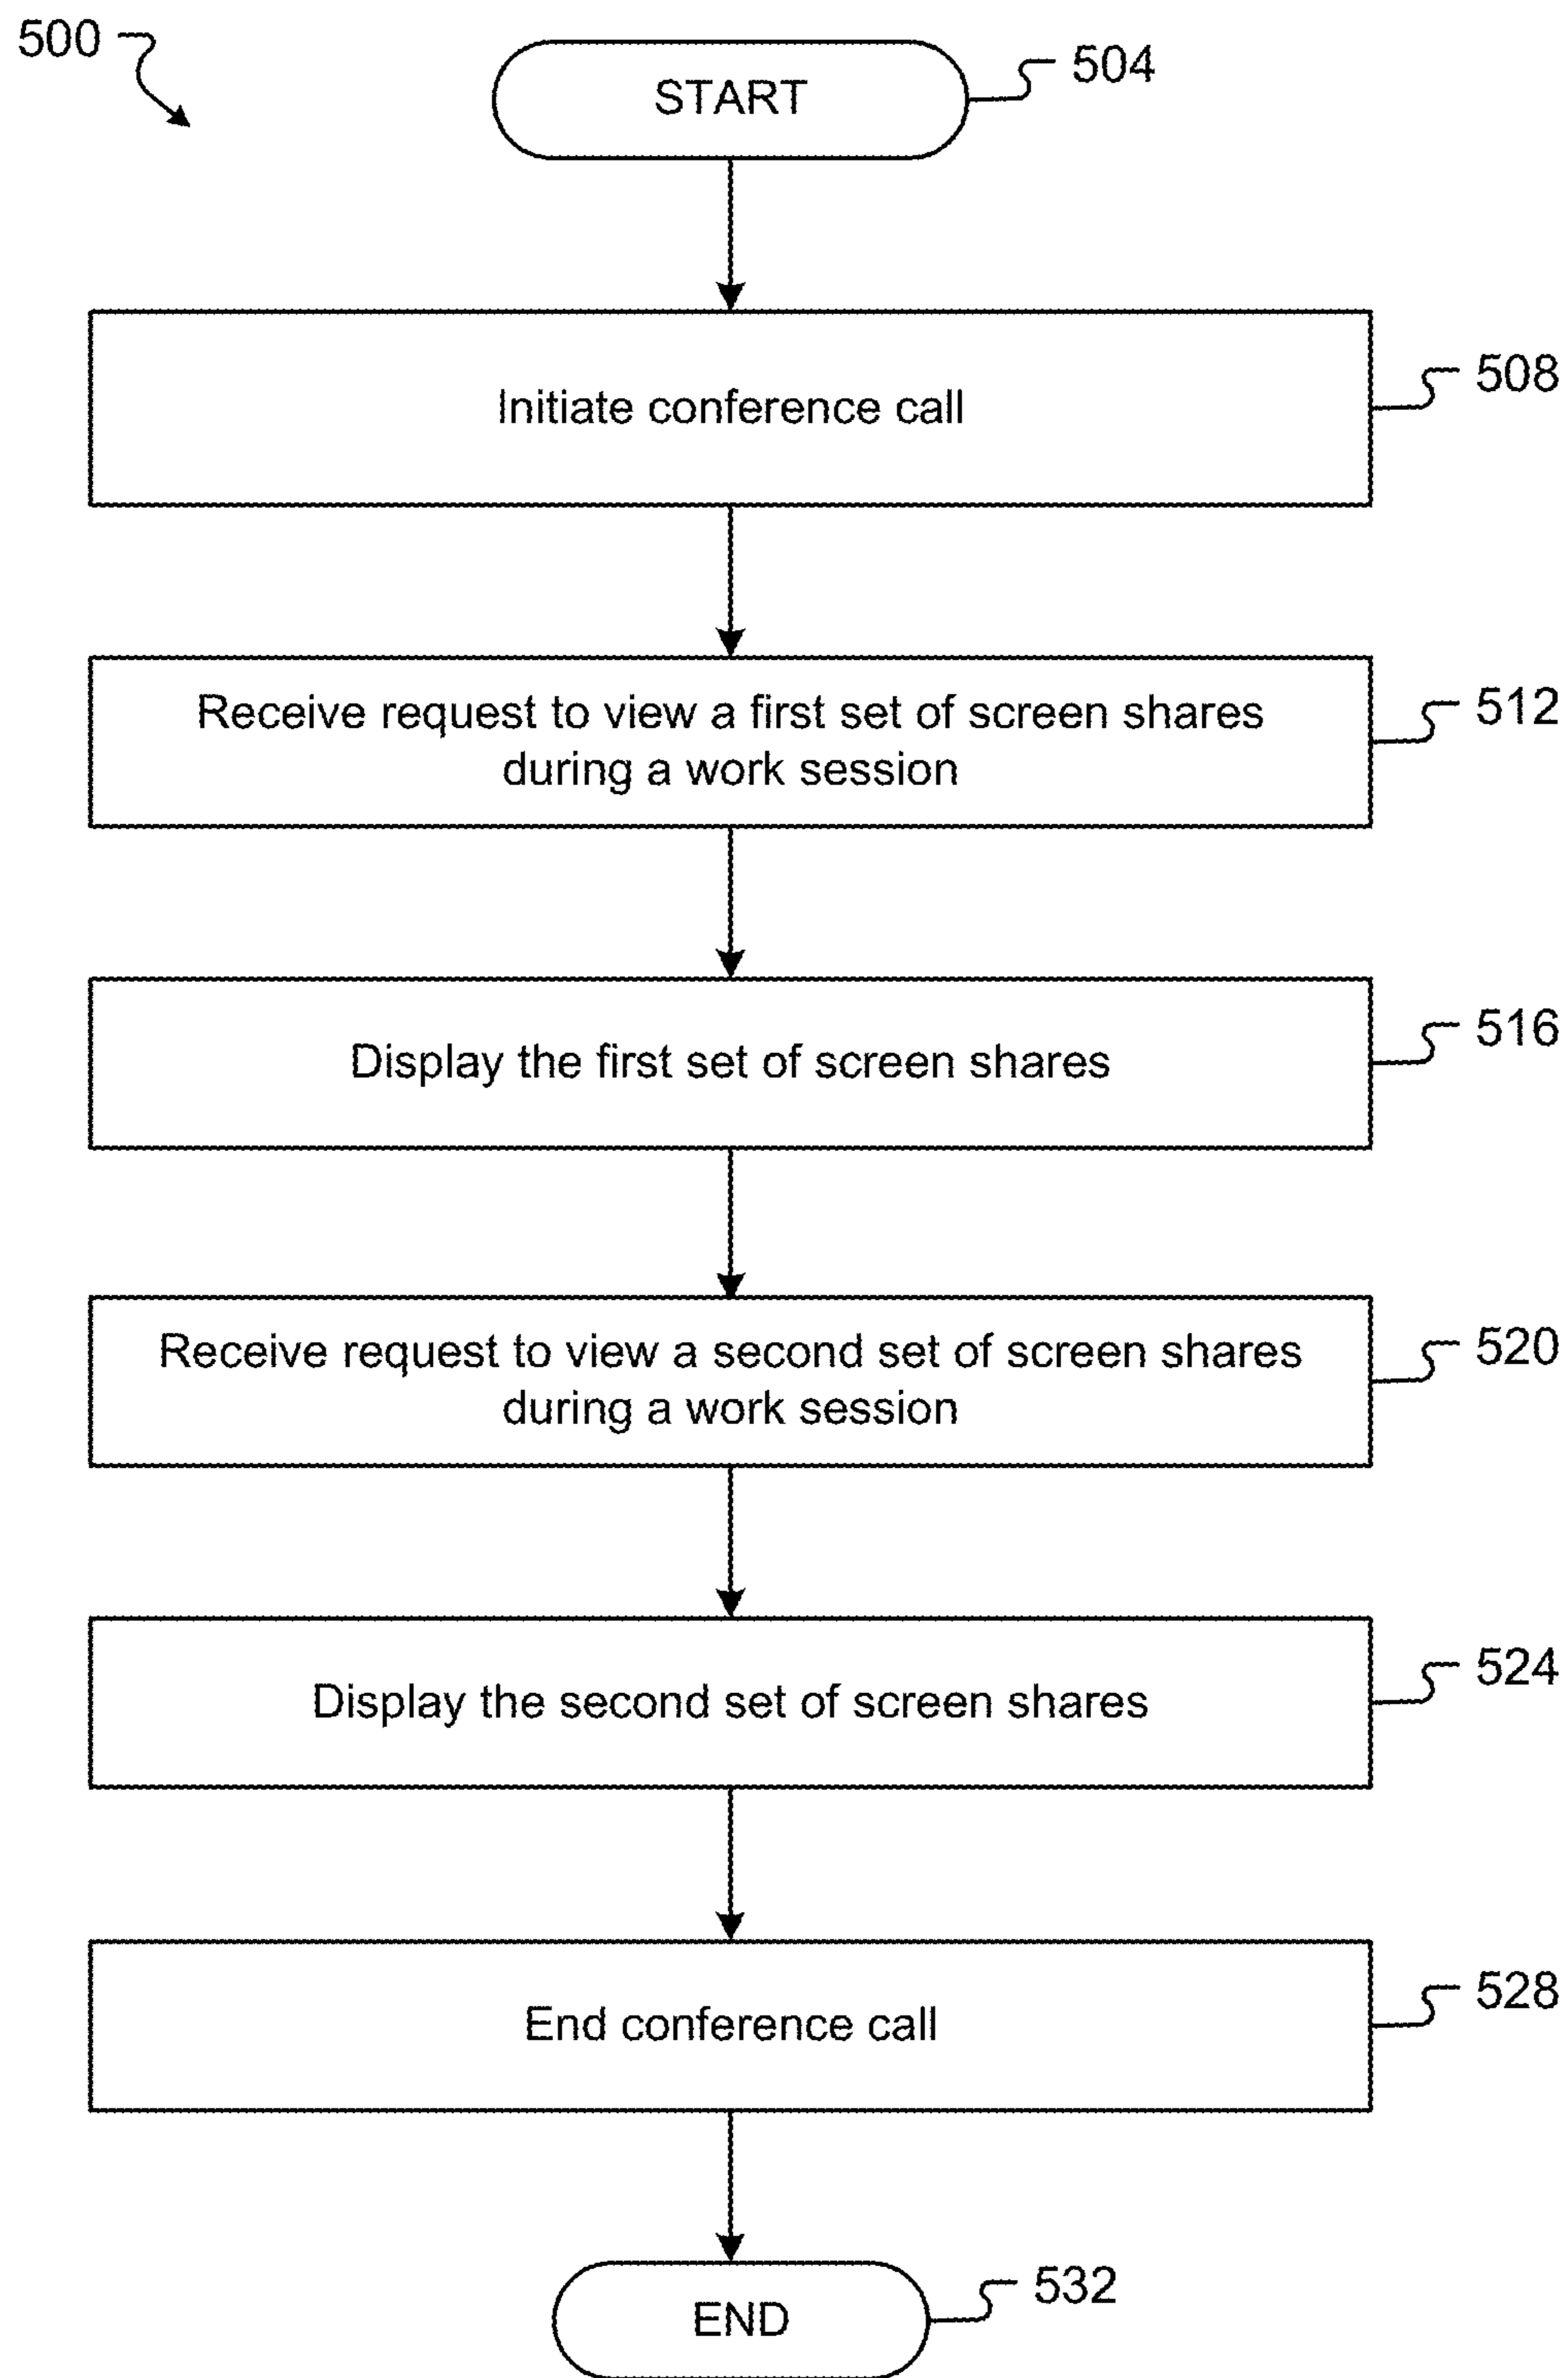 500
START
504
Initiate conference call
508
Receive request to view a first set of screen shares
during a work session
512
Display the first set of screen shares
516
Receive request to view a second set of screen shares
during a work session
520
Display the second set of screen shares
524
End conference call
528
END
532